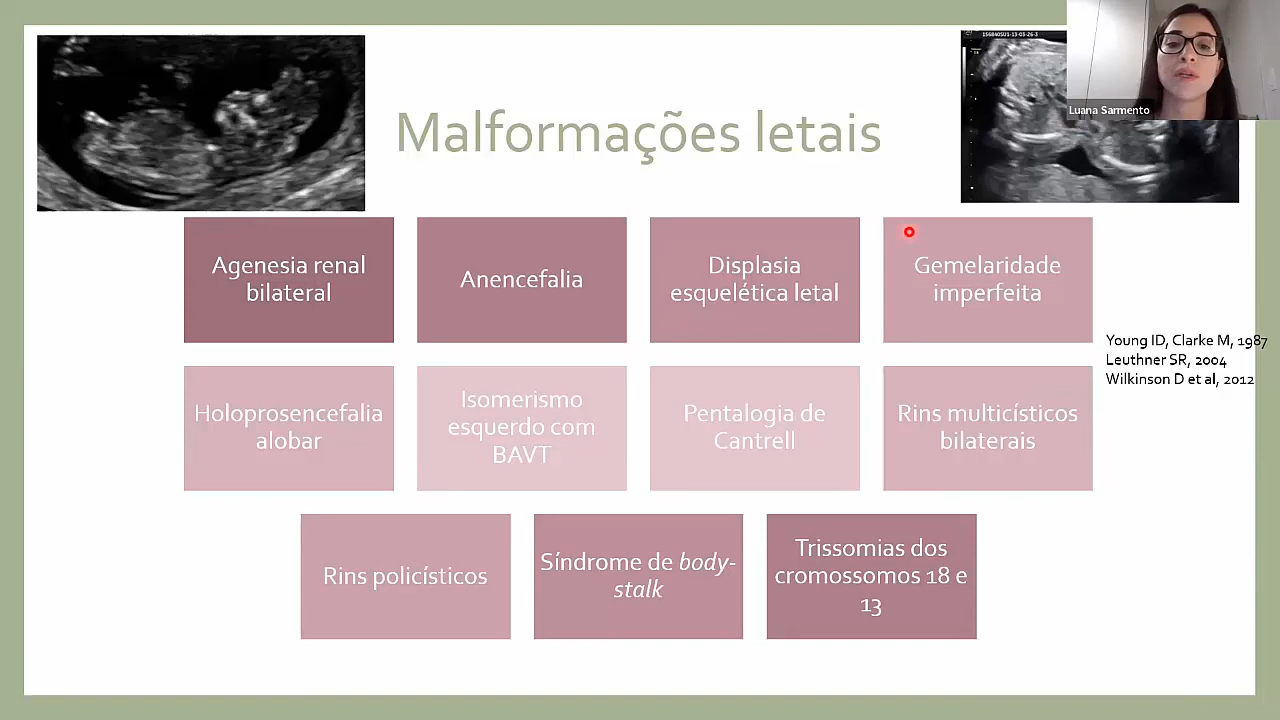 Malformações letais
Luana Sarmento
Agenesia renal
bilateral
Anencefalia
Displasia
esquelética letal
Gemelaridade
imperfeita
Young ID, Clarke M, 1987
Leuthner SR, 2004
Wilkinson D et al, 2012
Holoprosencefalia
alobar
Isomerismo
esquerdo com
BAVT
Pentalogia de
Cantrell
Rins multicísticos
bilaterais
Rins policísticos
Síndrome de body-
stalk
Trissomias dos
cromossomos 18 e
13